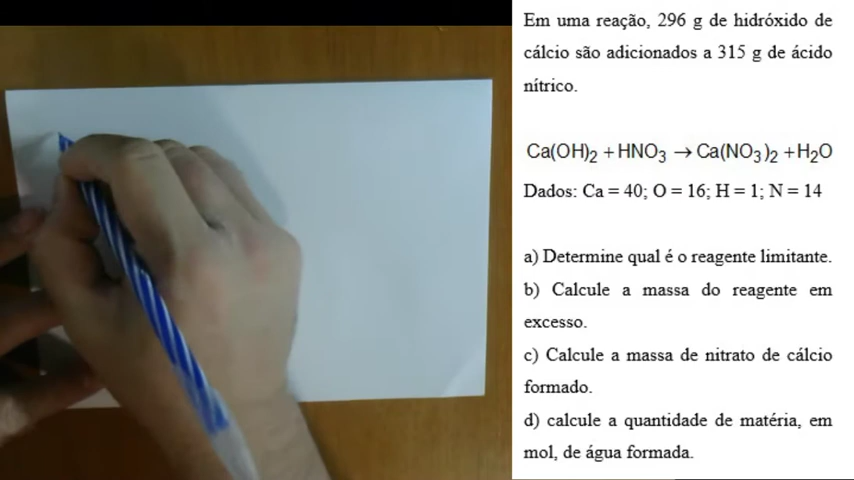 Em uma reação, 296 g de hidróxido de
cálcio são adicionados a 315 g de ácido
nítrico.
Ca(OH)₂ + HNO₃ → Ca(NO₃)₂ + H₂O
Dados: Ca = 40; O = 16; H = 1; N = 14
a) Determine qual é o reagente limitante.
b) Calcule a massa do reagente em
excesso.
c) Calcule a massa de nitrato de cálcio
formado.
d) calcule a quantidade de matéria, em
mol, de água formada.